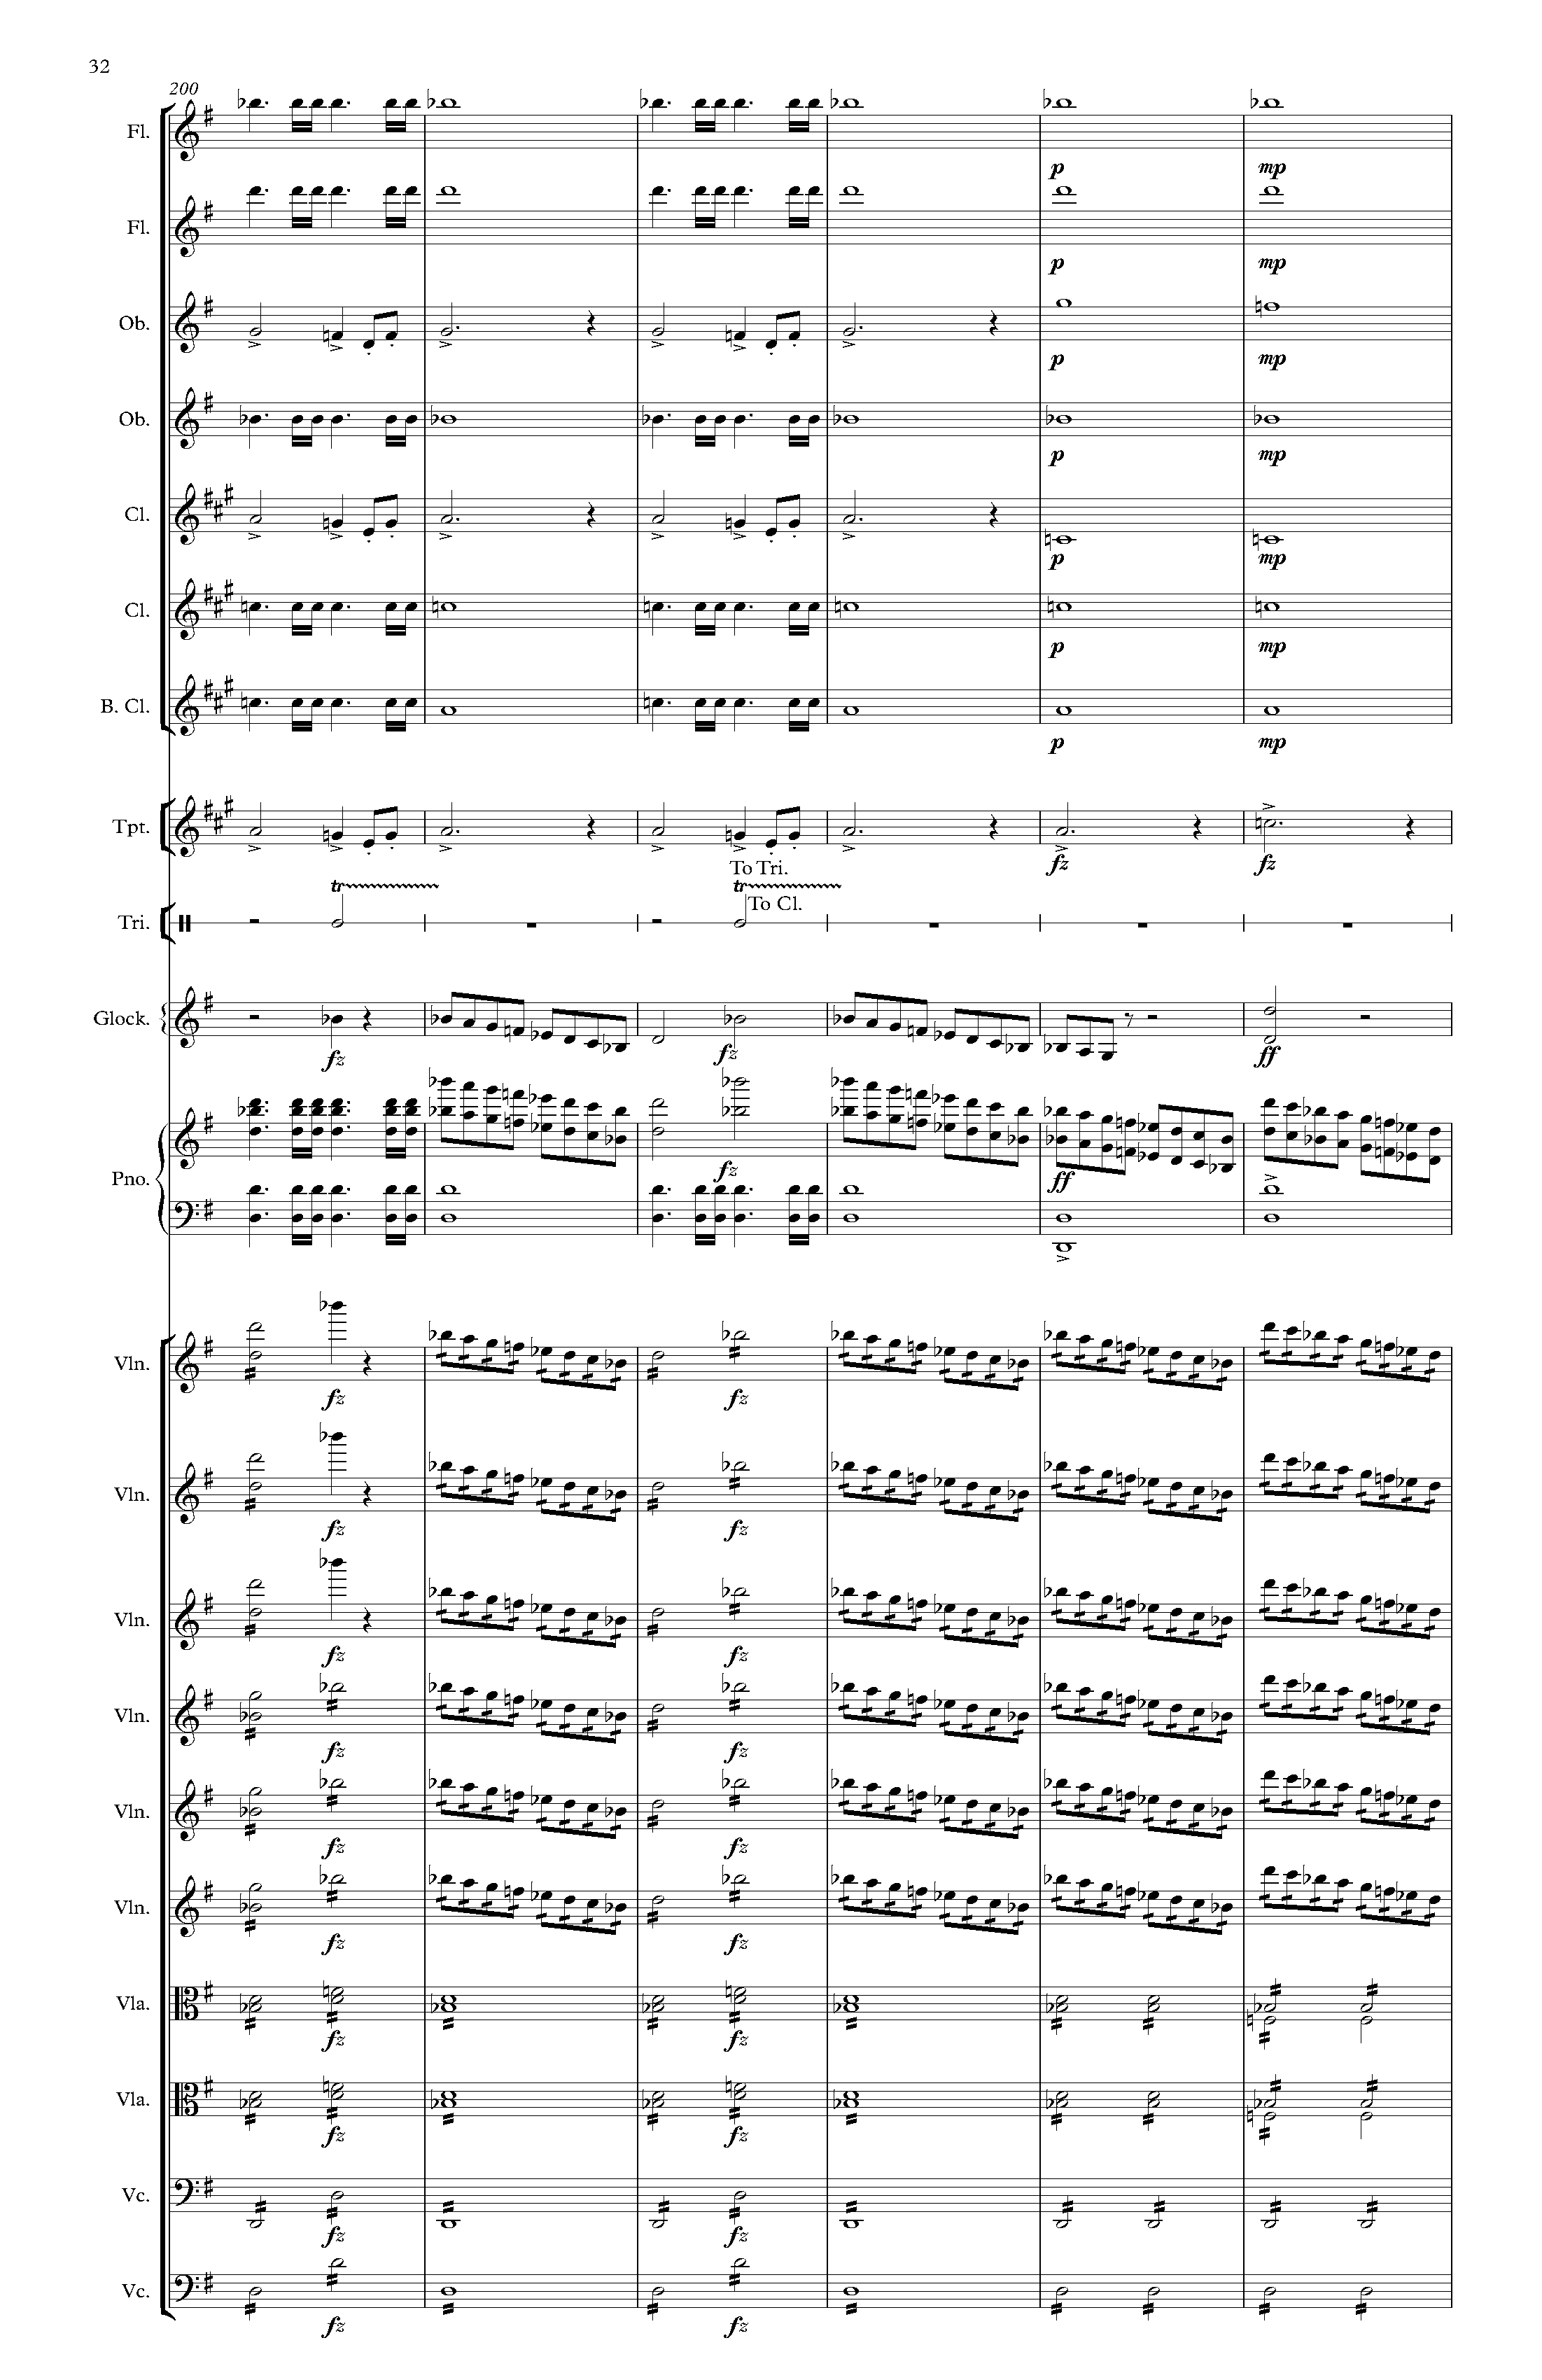 32
200
Fl.
p mp
Fl.
p mp
Ob.
p mp
Ob.
p mp
Cl.
p mp
Cl.
p mp
B. Cl.
p mp
Tpt.
fz fz
To Tri.
tr tr
To Cl.
Tri.
Glock.
fz fz ff
Pno.
fz ff
Vln.
fz fz
Vln.
fz fz
Vln.
fz fz
Vln.
fz fz
Vln.
fz fz
Vln.
fz fz
Vla.
fz fz
Vla.
fz fz
Vc.
fz fz
Vc.
fz fz